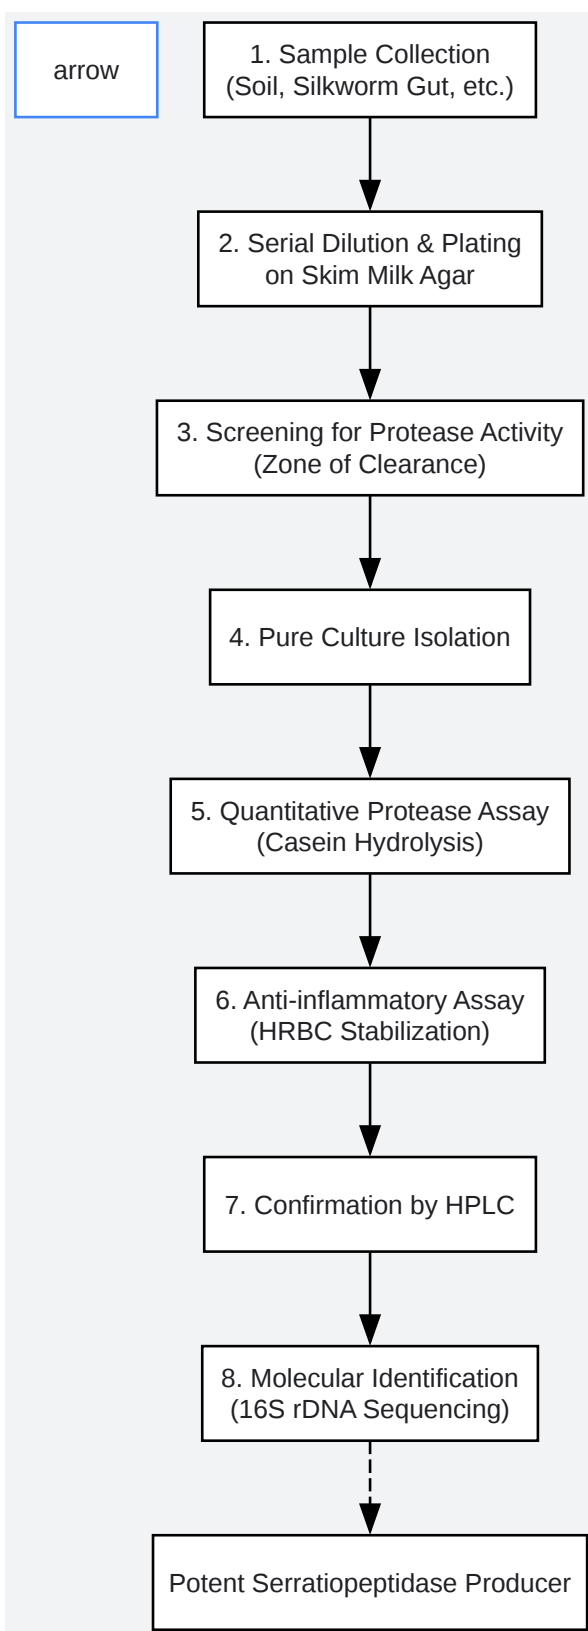 arrow
1. Sample Collection
(Soil, Silkworm Gut, etc.)
2. Serial Dilution & Plating
on Skim Milk Agar
3. Screening for Protease Activity
(Zone of Clearance)
4. Pure Culture Isolation
5. Quantitative Protease Assay
(Casein Hydrolysis)
6. Anti-inflammatory Assay
(HRBC Stabilization)
7. Confirmation by HPLC
8. Molecular Identification
(16S rDNA Sequencing)
Potent Serratiopeptidase Producer